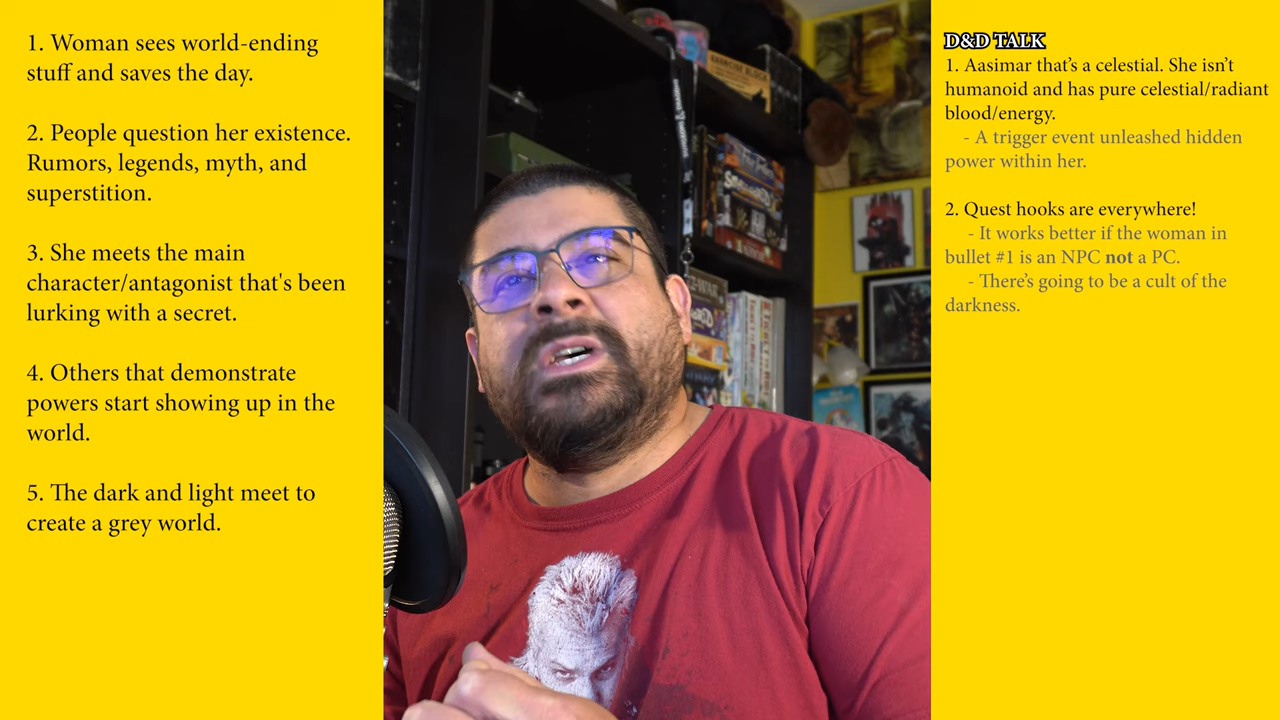 1. Woman sees world-ending
stuff and saves the day.
2. People question her existence.
Rumors, legends, myth, and
superstition.
3. She meets the main
character/antagonist that's been
lurking with a secret.
4. Others that demonstrate
powers start showing up in the
world.
5. The dark and light meet to
create a grey world.
D&D TALK
1. Aasimar that’s a celestial. She isn’t
humanoid and has pure celestial/radiant
blood/energy.
- A trigger event unleashed hidden
power within her.
2. Quest hooks are everywhere!
- It works better if the woman in
bullet #1 is an NPC not a PC.
- There’s going to be a cult of the
darkness.